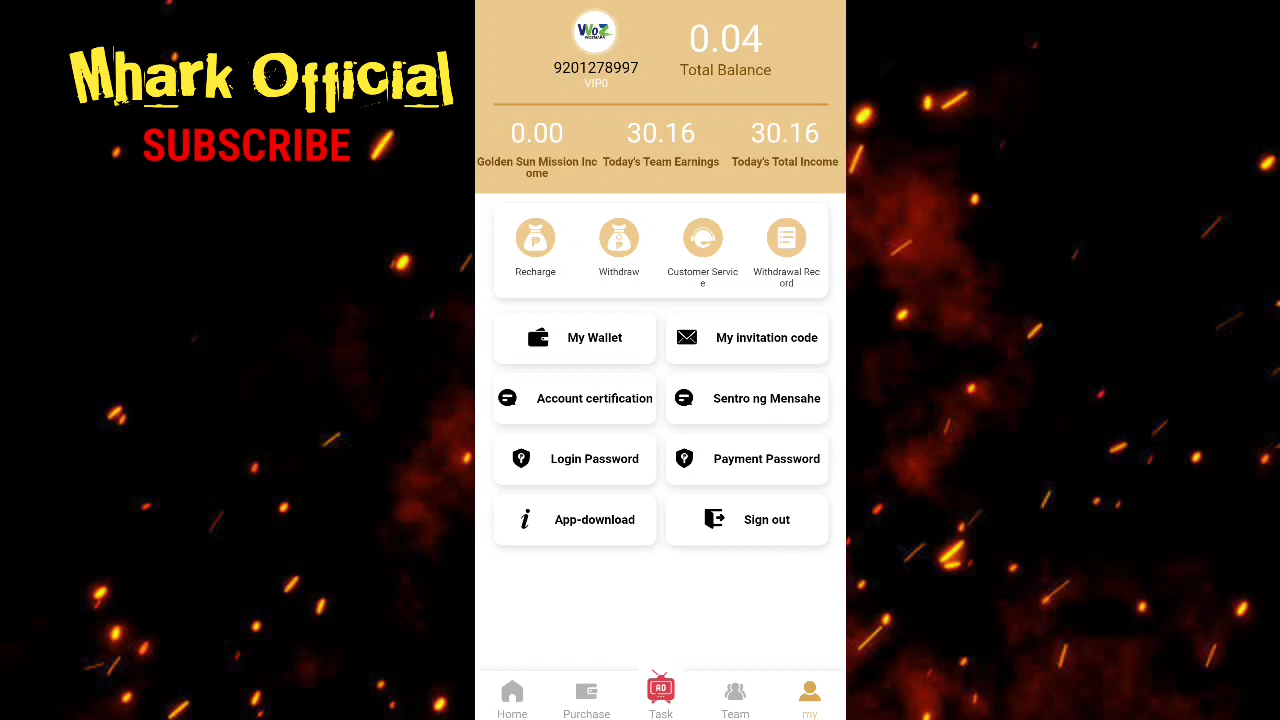 Mhark Official
SUBSCRIBE
WoZ
9201278997
VIP0
0.04
Total Balance
0.00
30.16
30.16
Golden Sun Mission Inc
ome
Today's Team Earnings
Today's Total Income
Recharge
Withdraw
Customer Servic
e
Withdrawal Rec
ord
My Wallet
My invitation code
Account certification
Sentro ng Mensahe
Login Password
Payment Password
App-download
Sign out
AD
Home
Purchase
Task
Team
my